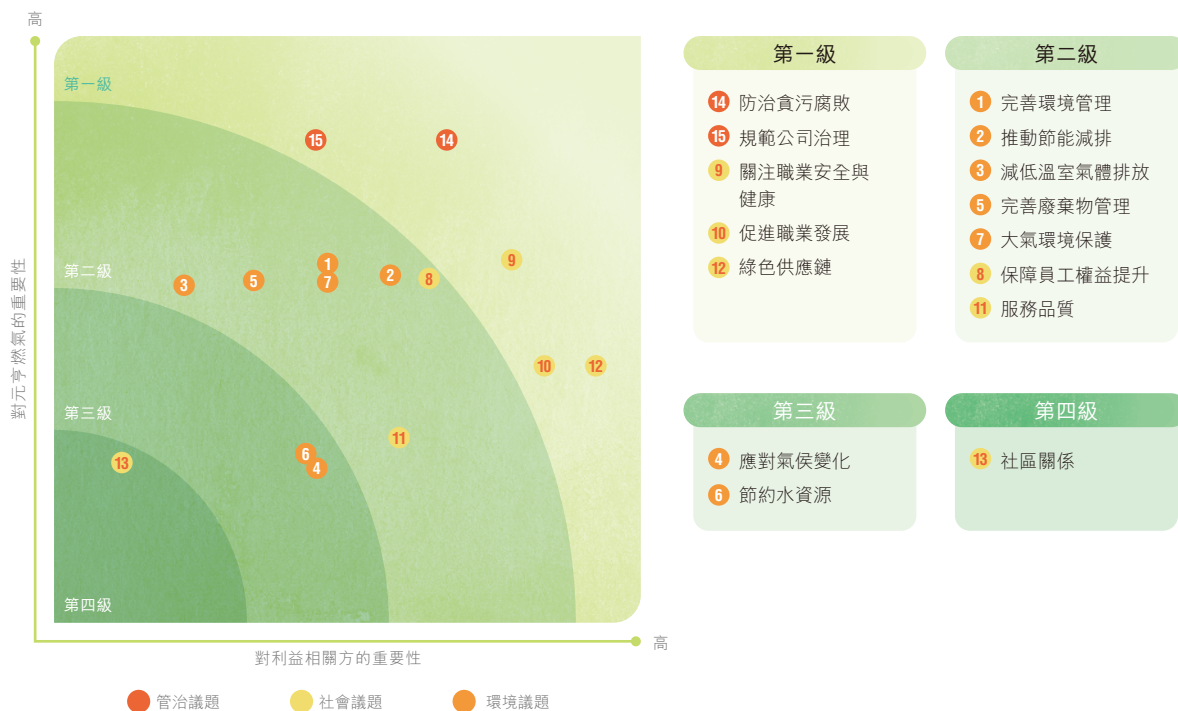 高
第一級
15
14
第二級
1
9
3
5
7
2
8
10
12
第三級
11
6
4
13
第四級
對元亨燃氣的重要性
高
對利益相關方的重要性
管治議題
社會議題
環境議題
第一級
14 防治貪污腐敗
15 規範公司治理
9 關注職業安全與
健康
10 促進職業發展
12 綠色供應鏈
第二級
1 完善環境管理
2 推動節能減排
3 減低溫室氣體排放
5 完善廢棄物管理
7 大氣環境保護
8 保障員工權益提升
11 服務品質
第三級
4 應對氣侯變化
6 節約水資源
第四級
13 社區關係